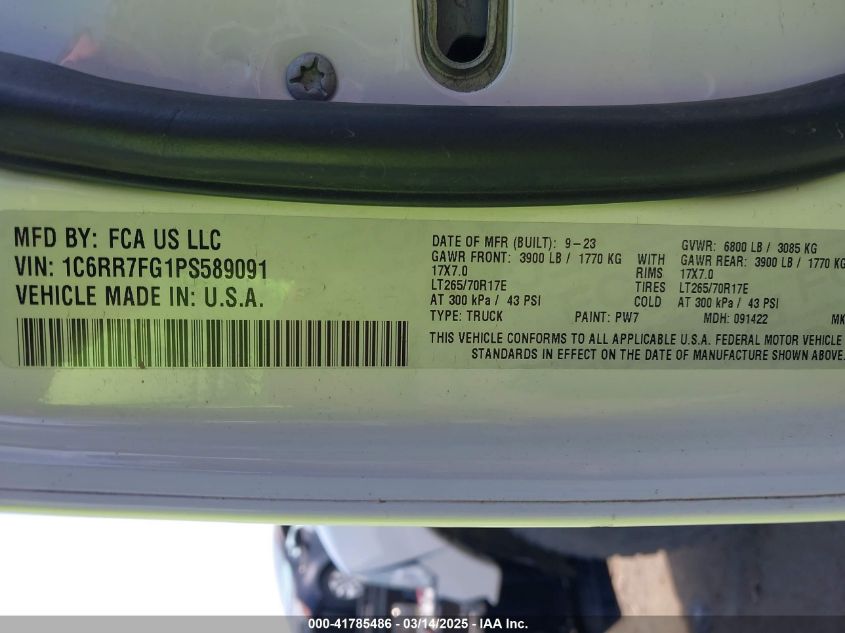 MFD BY: FCA US LLC
VIN: 1C6RR7FG1PS589091
VEHICLE MADE IN: U.S.A.
DATE OF MFR (BUILT): 9-23 GVWR: 6800 LB / 3085 KG
GAWR FRONT: 3900 LB / 1770 KG WITH GAWR REAR: 3900 LB / 1770 KG
17X7.0 RIMS 17X7.0
LT265/70R17E TIRES LT265/70R17E
AT 300 kPa / 43 PSI COLD AT 300 kPa / 43 PSI
TYPE: TRUCK PAINT: PW7 MDH: 091422 MK
THIS VEHICLE CONFORMS TO ALL APPLICABLE U.S.A. FEDERAL MOTOR VEHICLE
STANDARDS IN EFFECT ON THE DATE OF MANUFACTURE SHOWN ABOVE.
000-41785486 - 03/14/2025 - IAA Inc.